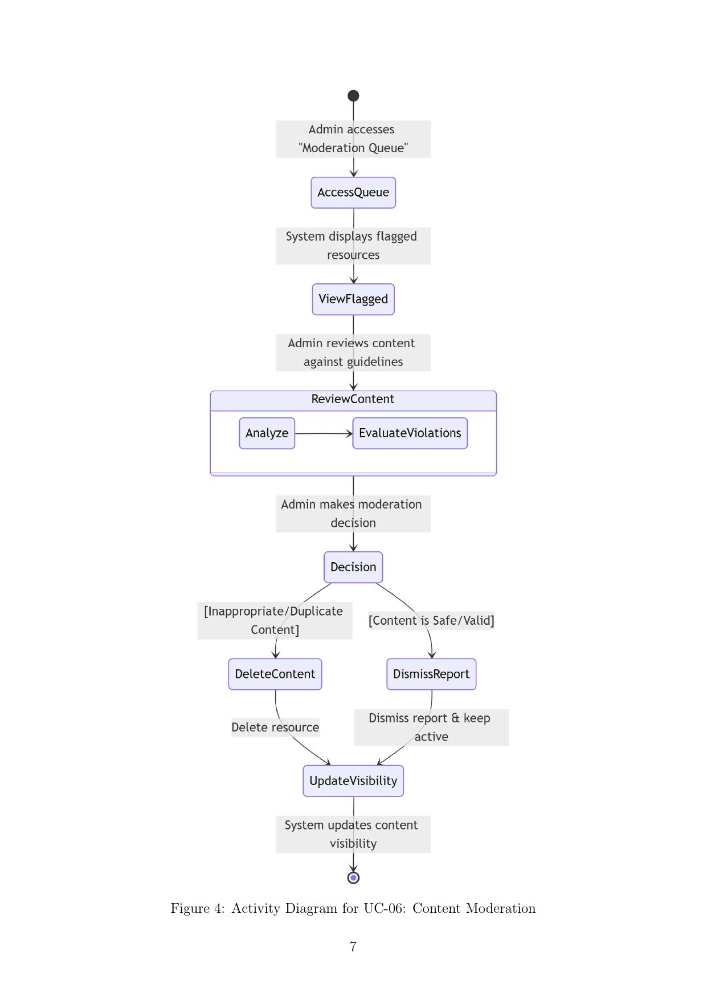 Admin accesses
"Moderation Queue"
AccessQueue
System displays flagged
resources
ViewFlagged
Admin reviews content
against guidelines
ReviewContent
Analyze
EvaluateViolations
Admin makes moderation
decision
Decision
[Inappropriate/Duplicate
Content]
[Content is Safe/Valid]
DeleteContent
DismissReport
Delete resource
Dismiss report & keep
active
UpdateVisibility
System updates content
visibility
Figure 4: Activity Diagram for UC-06: Content Moderation
7